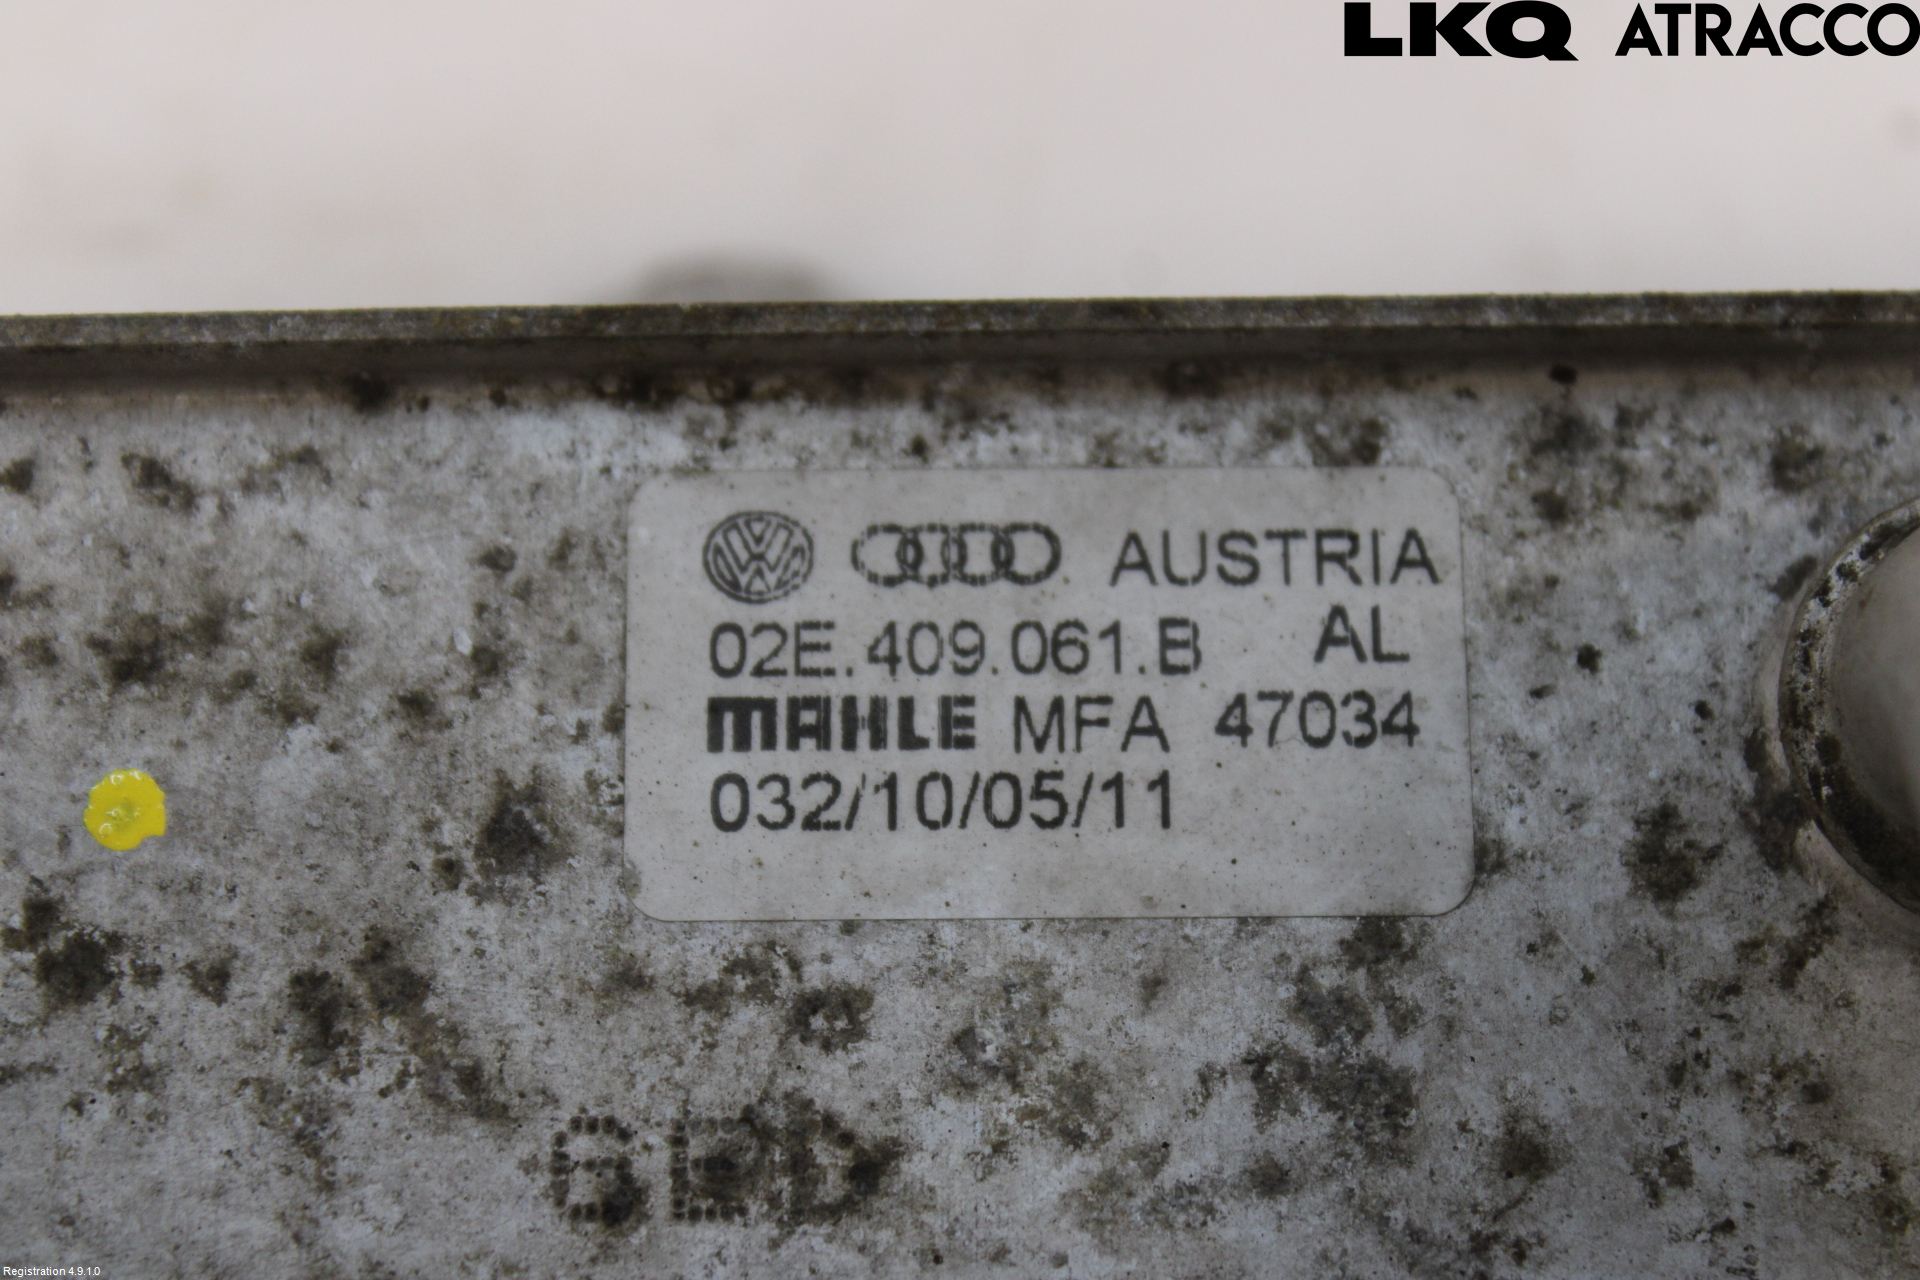 LKQ ATRACCO
AUSTRIA
02E.409.061.B AL
MAHLE MFA 47034
032/10/05/11
Registration 4.9.1.0